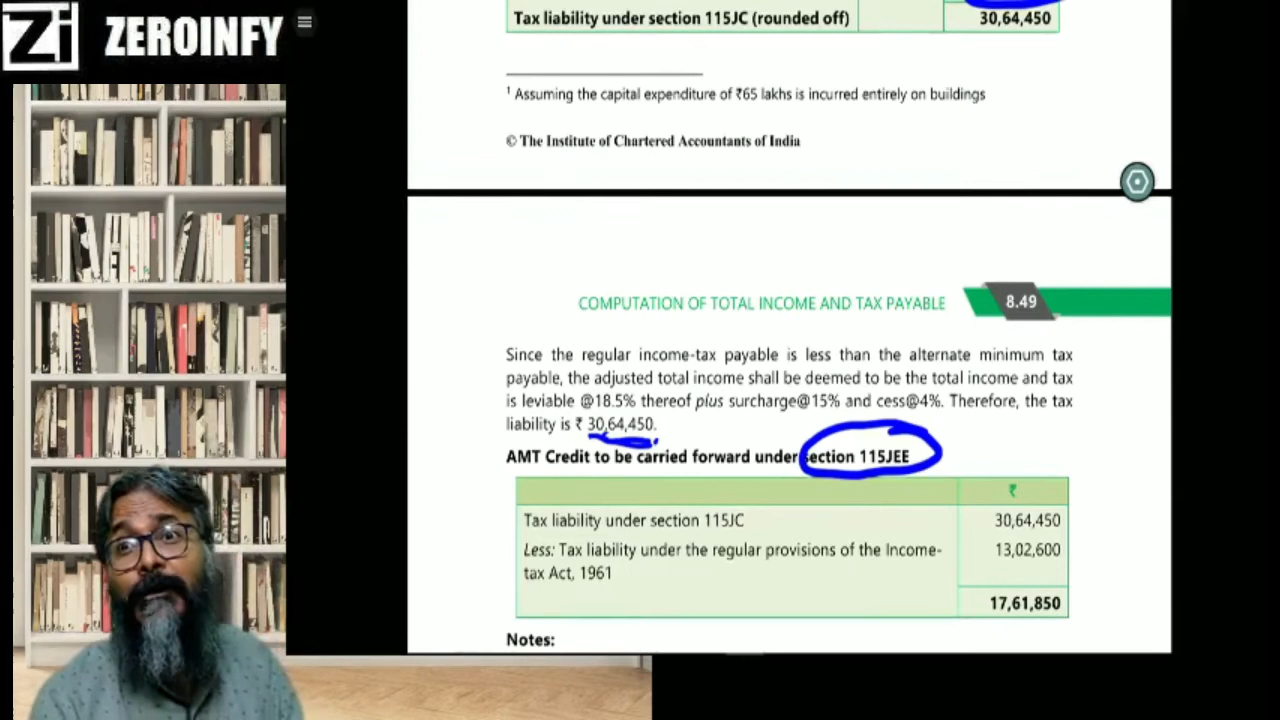 Zi ZEROINFY
Tax liability under section 115JC (rounded off) 30,64,450
1 Assuming the capital expenditure of ₹65 lakhs is incurred entirely on buildings
© The Institute of Chartered Accountants of India
COMPUTATION OF TOTAL INCOME AND TAX PAYABLE 8.49
Since the regular income-tax payable is less than the alternate minimum tax
payable, the adjusted total income shall be deemed to be the total income and tax
is leviable @18.5% thereof plus surcharge@15% and cess@4%. Therefore, the tax
liability is ₹ 30,64,450.
AMT Credit to be carried forward under section 115JEE
₹
Tax liability under section 115JC 30,64,450
Less: Tax liability under the regular provisions of the Income- 13,02,600
tax Act, 1961
17,61,850
Notes: